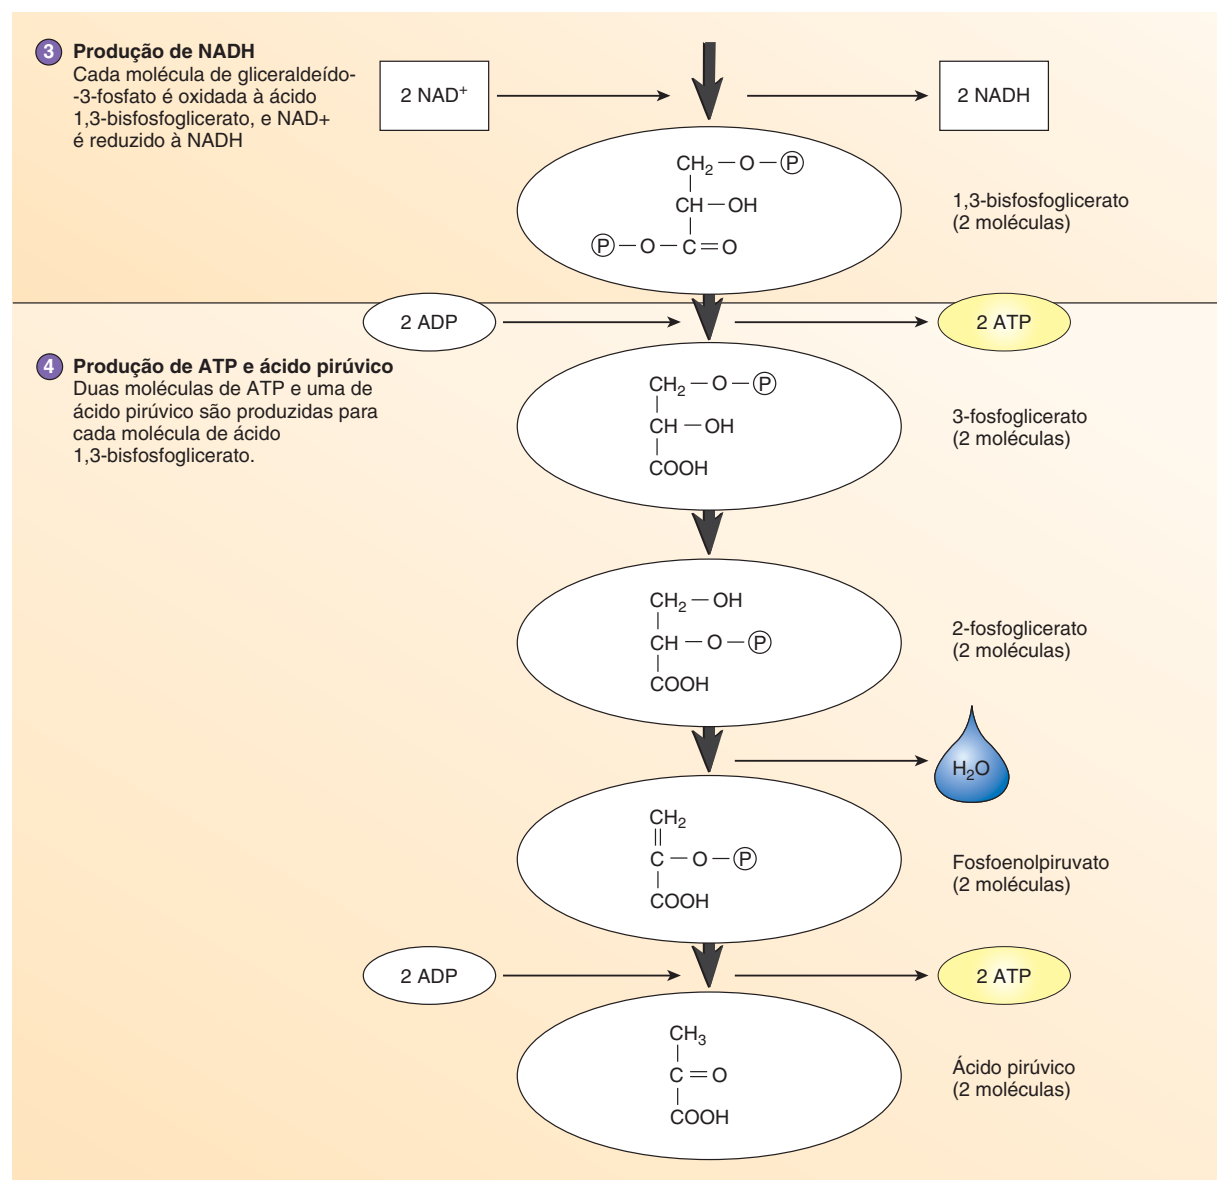 3 Produção de NADH
Cada molécula de gliceraldeído-
-3-fosfato é oxidada à ácido
1,3-bisfosfoglicerato, e NAD+
é reduzido à NADH
2 NAD⁺
2 NADH
CH₂—O—P
CH—OH
P—O—C=O
1,3-bisfosfoglicerato
(2 moléculas)
2 ADP
2 ATP
4 Produção de ATP e ácido pirúvico
Duas moléculas de ATP e uma de
ácido pirúvico são produzidas para
cada molécula de ácido
1,3-bisfosfoglicerato.
CH₂—O—P
CH—OH
COOH
3-fosfoglicerato
(2 moléculas)
CH₂—OH
CH—O—P
COOH
2-fosfoglicerato
(2 moléculas)
H₂O
CH₂
C—O—P
COOH
Fosfoenolpiruvato
(2 moléculas)
2 ADP
2 ATP
CH₃
C=O
COOH
Ácido pirúvico
(2 moléculas)